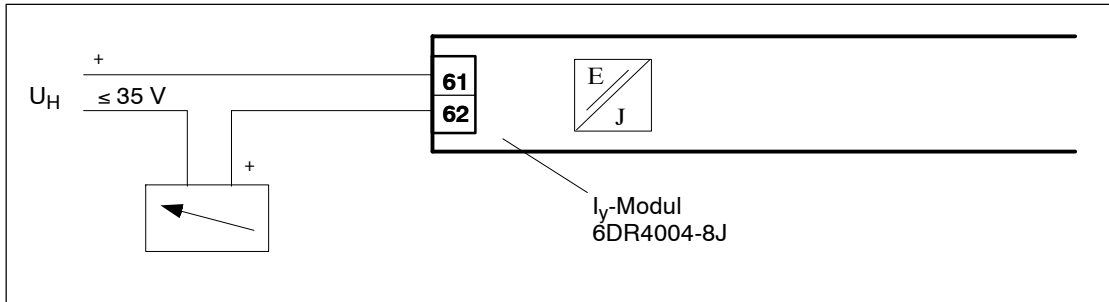 +
61
U_H ≤ 35 V
62
+
E
J
I_y-Modul
6DR4004-8J